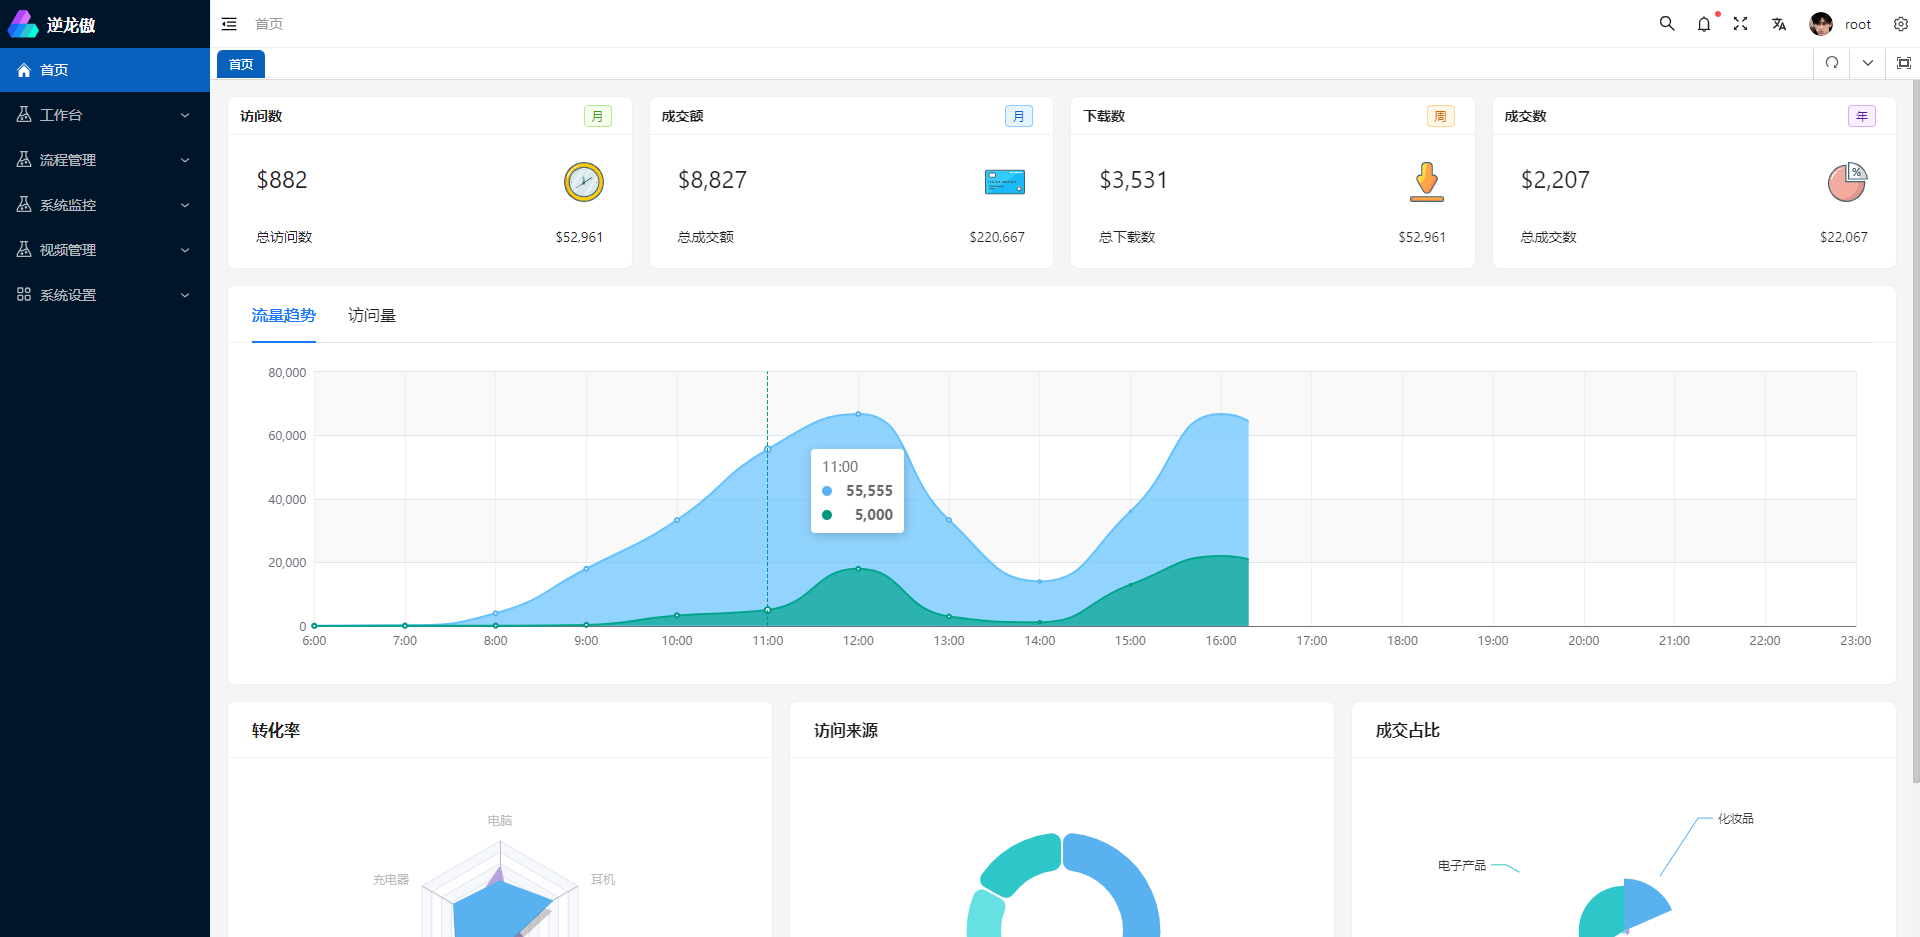 逆龙傲
首页
工作台
流程管理
系统监控
视频管理
系统设置
首页
root
首页
访问数 月
$882
总访问数 $52,961
成交额 月
$8,827
总成交额 $220,667
下载数 周
$3,531
总下载数 $52,961
成交数 年
$2,207
%
总成交数 $22,067
流量趋势 访问量
80,000
60,000
40,000
20,000
0
11:00
55,555
5,000
6:00 7:00 8:00 9:00 10:00 11:00 12:00 13:00 14:00 15:00 16:00 17:00 18:00 19:00 20:00 21:00 22:00 23:00
转化率
电脑
充电器 耳机
访问来源
成交占比
化妆品
电子产品